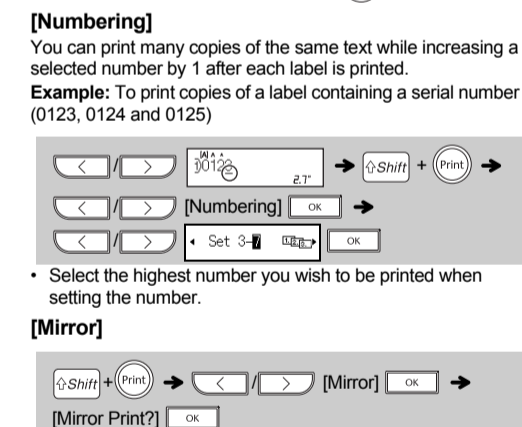 [Numbering]
You can print many copies of the same text while increasing a
selected number by 1 after each label is printed.
Example: To print copies of a label containing a serial number
(0123, 0124 and 0125)
< / > 0123 2.7" → ⇧Shift + Print →
< / > [Numbering] OK →
< / > Set 3-7 OK
• Select the highest number you wish to be printed when
setting the number.
[Mirror]
⇧Shift + Print → < / > [Mirror] OK →
[Mirror Print?] OK